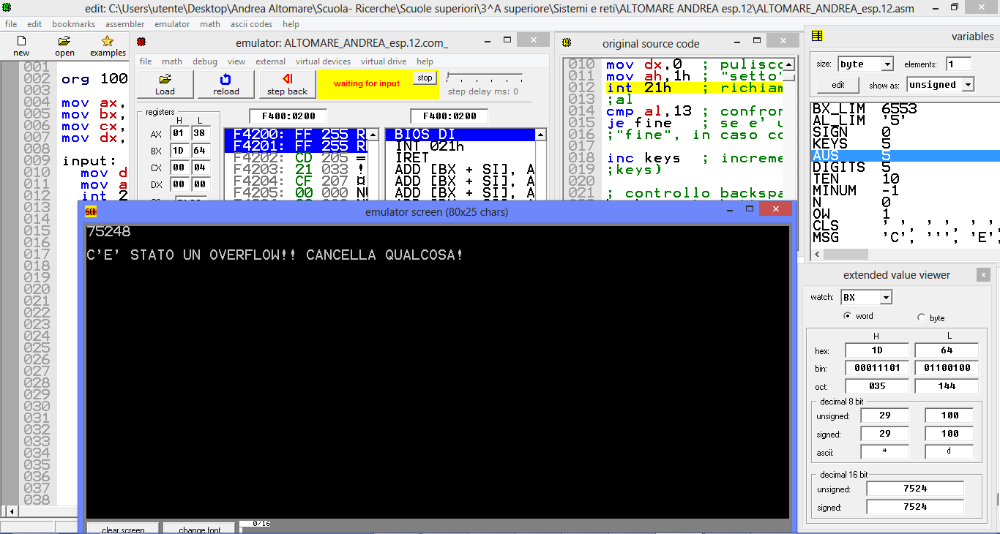 edit: C:\Users\utente\Desktop\Andrea Altomare\Scuola- Ricerche\Scuole superiori\3^A superiore\Sistemi e reti\ALTOMARE ANDREA esp.12\ALTOMARE_ANDREA_esp.12.asm
file edit bookmarks assembler emulator math ascii codes help
new open examples
001
002 org 100
003
004 mov ax,
005 mov bx,
006 mov cx,
007 mov dx,
008
009 input:
010 mov d
011 mov a
012 int 2
013
014
015
016
017
018
019
020
021
022
023
024
025
026
027
028
029
030
031
032
033
034
035
036
037
038
emulator: ALTOMARE_ANDREA_esp.12.com_
file math debug view external virtual devices virtual drive help
Load reload step back waiting for input stop step delay ms: 0
registers F400:0200 F400:0200
H L
AX 01 38
BX 1D 64
CX 00 04
DX 00 00
F4200: FF 255 R
F4201: FF 255 R
F4202: CD 205 =
F4203: 21 033 !
F4204: CF 207 ¤
F4205: 00 000 NU
BIOS DI
INT 021h
IRET
ADD [BX + SI], A
ADD [BX + SI], A
ADD [BX + SI], A
original source code
010 mov dx,0 ; pulisco
011 mov ah,1h ; "setto"
012 int 21h ; richiam
013 ;al
014 cmp al,13 ; confron
015 je fine ; se e' u
016 ;"fine", in caso co
017
018 inc keys ; increme
019 ;keys)
020
021 ; controllo backspa
variables
size: byte elements: 1
edit show as: unsigned
BX_LIM 6553
AL_LIM '5'
SIGN 0
KEYS 5
AUS 5
DIGITS 5
TEN 10
MINUM -1
N 0
OW 1
CLS ' ', ' ', ' '
MSG 'C', ''', 'E',
emulator screen (80x25 chars)
75248
C'E' STATO UN OVERFLOW!! CANCELLA QUALCOSA!
clear screen change font 0/16
extended value viewer
watch: BX
word byte
H L
hex: 1D 64
bin: 00011101 01100100
oct: 035 144
decimal 8 bit
unsigned: 29 100
signed: 29 100
ascii: d
decimal 16 bit
unsigned: 7524
signed: 7524